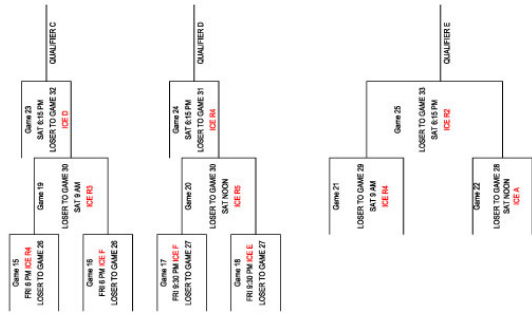 QUALIFIER C
Game 23
SAT 6:15 PM
LOSER TO GAME 32
ICE D
Game 19
LOSER TO GAME 30
SAT 9 AM
ICE R3
Game 15
FRI 6 PM ICE R4
LOSER TO GAME 26
Game 16
FRI 6 PM ICE F
LOSER TO GAME 26
QUALIFIER D
Game 24
SAT 6:15 PM
LOSER TO GAME 31
ICE R4
Game 20
LOSER TO GAME 30
SAT NOON
ICE R5
Game 17
FRI 9:30 PM ICE F
LOSER TO GAME 27
Game 18
FRI 9:30 PM ICE E
LOSER TO GAME 27
QUALIFIER E
Game 25
LOSER TO GAME 33
SAT 6:15 PM
ICE R2
Game 21
LOSER TO GAME 29
SAT 9 AM
ICE R4
Game 22
LOSER TO GAME 28
SAT NOON
ICE A